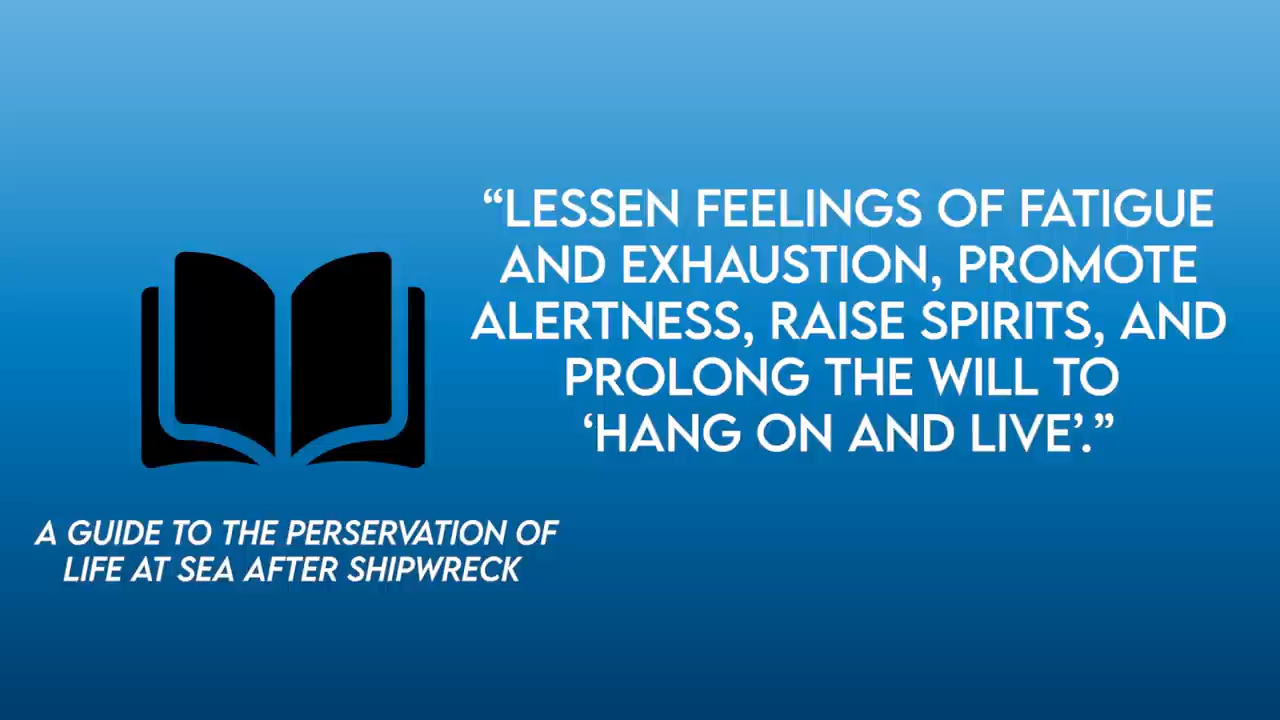 “LESSEN FEELINGS OF FATIGUE
AND EXHAUSTION, PROMOTE
ALERTNESS, RAISE SPIRITS, AND
PROLONG THE WILL TO
‘HANG ON AND LIVE’.”
A GUIDE TO THE PERSERVATION OF
LIFE AT SEA AFTER SHIPWRECK